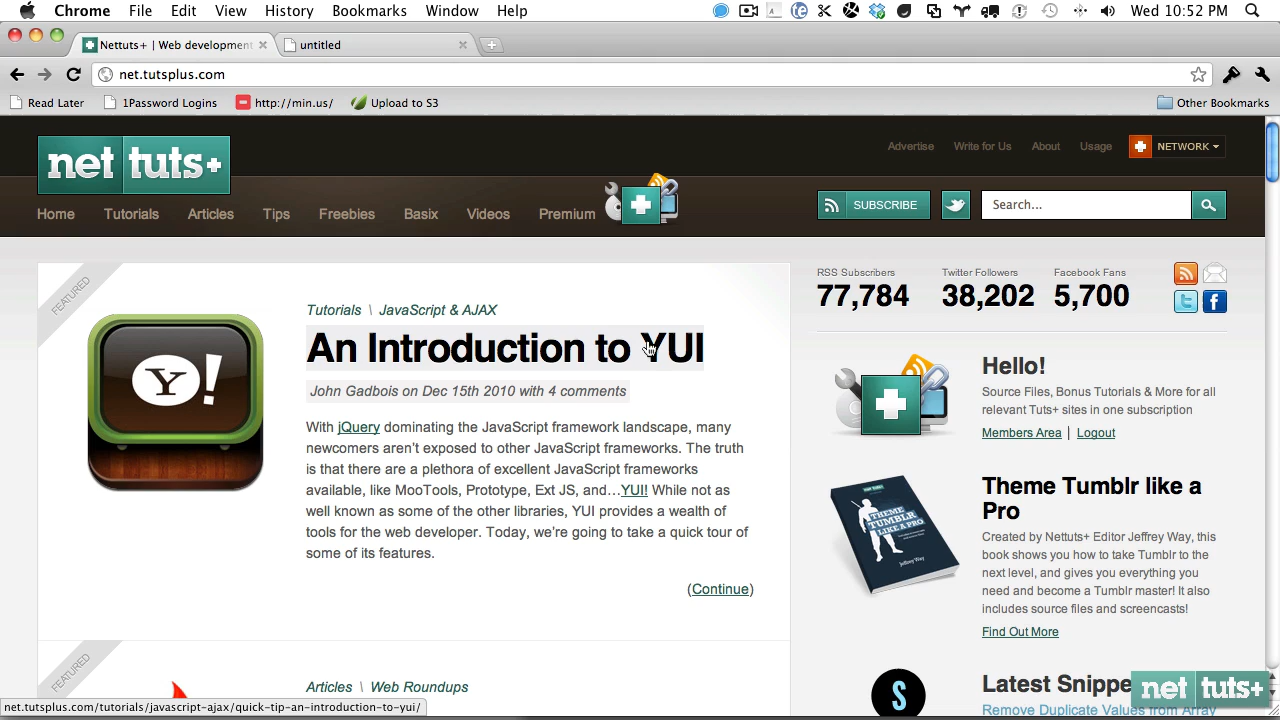 Chrome File Edit View History Bookmarks Window Help Wed 10:52 PM
Nettuts+ | Web development untitled
net.tutsplus.com
Read Later 1Password Logins http://min.us/ Upload to S3 Other Bookmarks
net tuts+
Advertise Write for Us About Usage NETWORK
Home Tutorials Articles Tips Freebies Basix Videos Premium
SUBSCRIBE Search...
FEATURED
Tutorials \ JavaScript & AJAX
An Introduction to YUI
John Gadbois on Dec 15th 2010 with 4 comments
Y!
With jQuery dominating the JavaScript framework landscape, many
newcomers aren't exposed to other JavaScript frameworks. The truth
is that there are a plethora of excellent JavaScript frameworks
available, like MooTools, Prototype, Ext JS, and…YUI! While not as
well known as some of the other libraries, YUI provides a wealth of
tools for the web developer. Today, we're going to take a quick tour of
some of its features.
(Continue)
FEATURED
Articles \ Web Roundups
RSS Subscribers Twitter Followers Facebook Fans
77,784 38,202 5,700
Hello!
Source Files, Bonus Tutorials & More for all
relevant Tuts+ sites in one subscription
Members Area | Logout
THEME
TUMBLR
LIKE A PRO
Jeffrey Way
Theme Tumblr like a
Pro
Created by Nettuts+ Editor Jeffrey Way, this
book shows you how to take Tumblr to the
next level, and gives you everything you
need and become a Tumblr master! It also
includes source files and screencasts!
Find Out More
S
Latest Snippe
Remove Duplicate Values from Array
net tuts+
net.tutsplus.com/tutorials/javascript-ajax/quick-tip-an-introduction-to-yui/